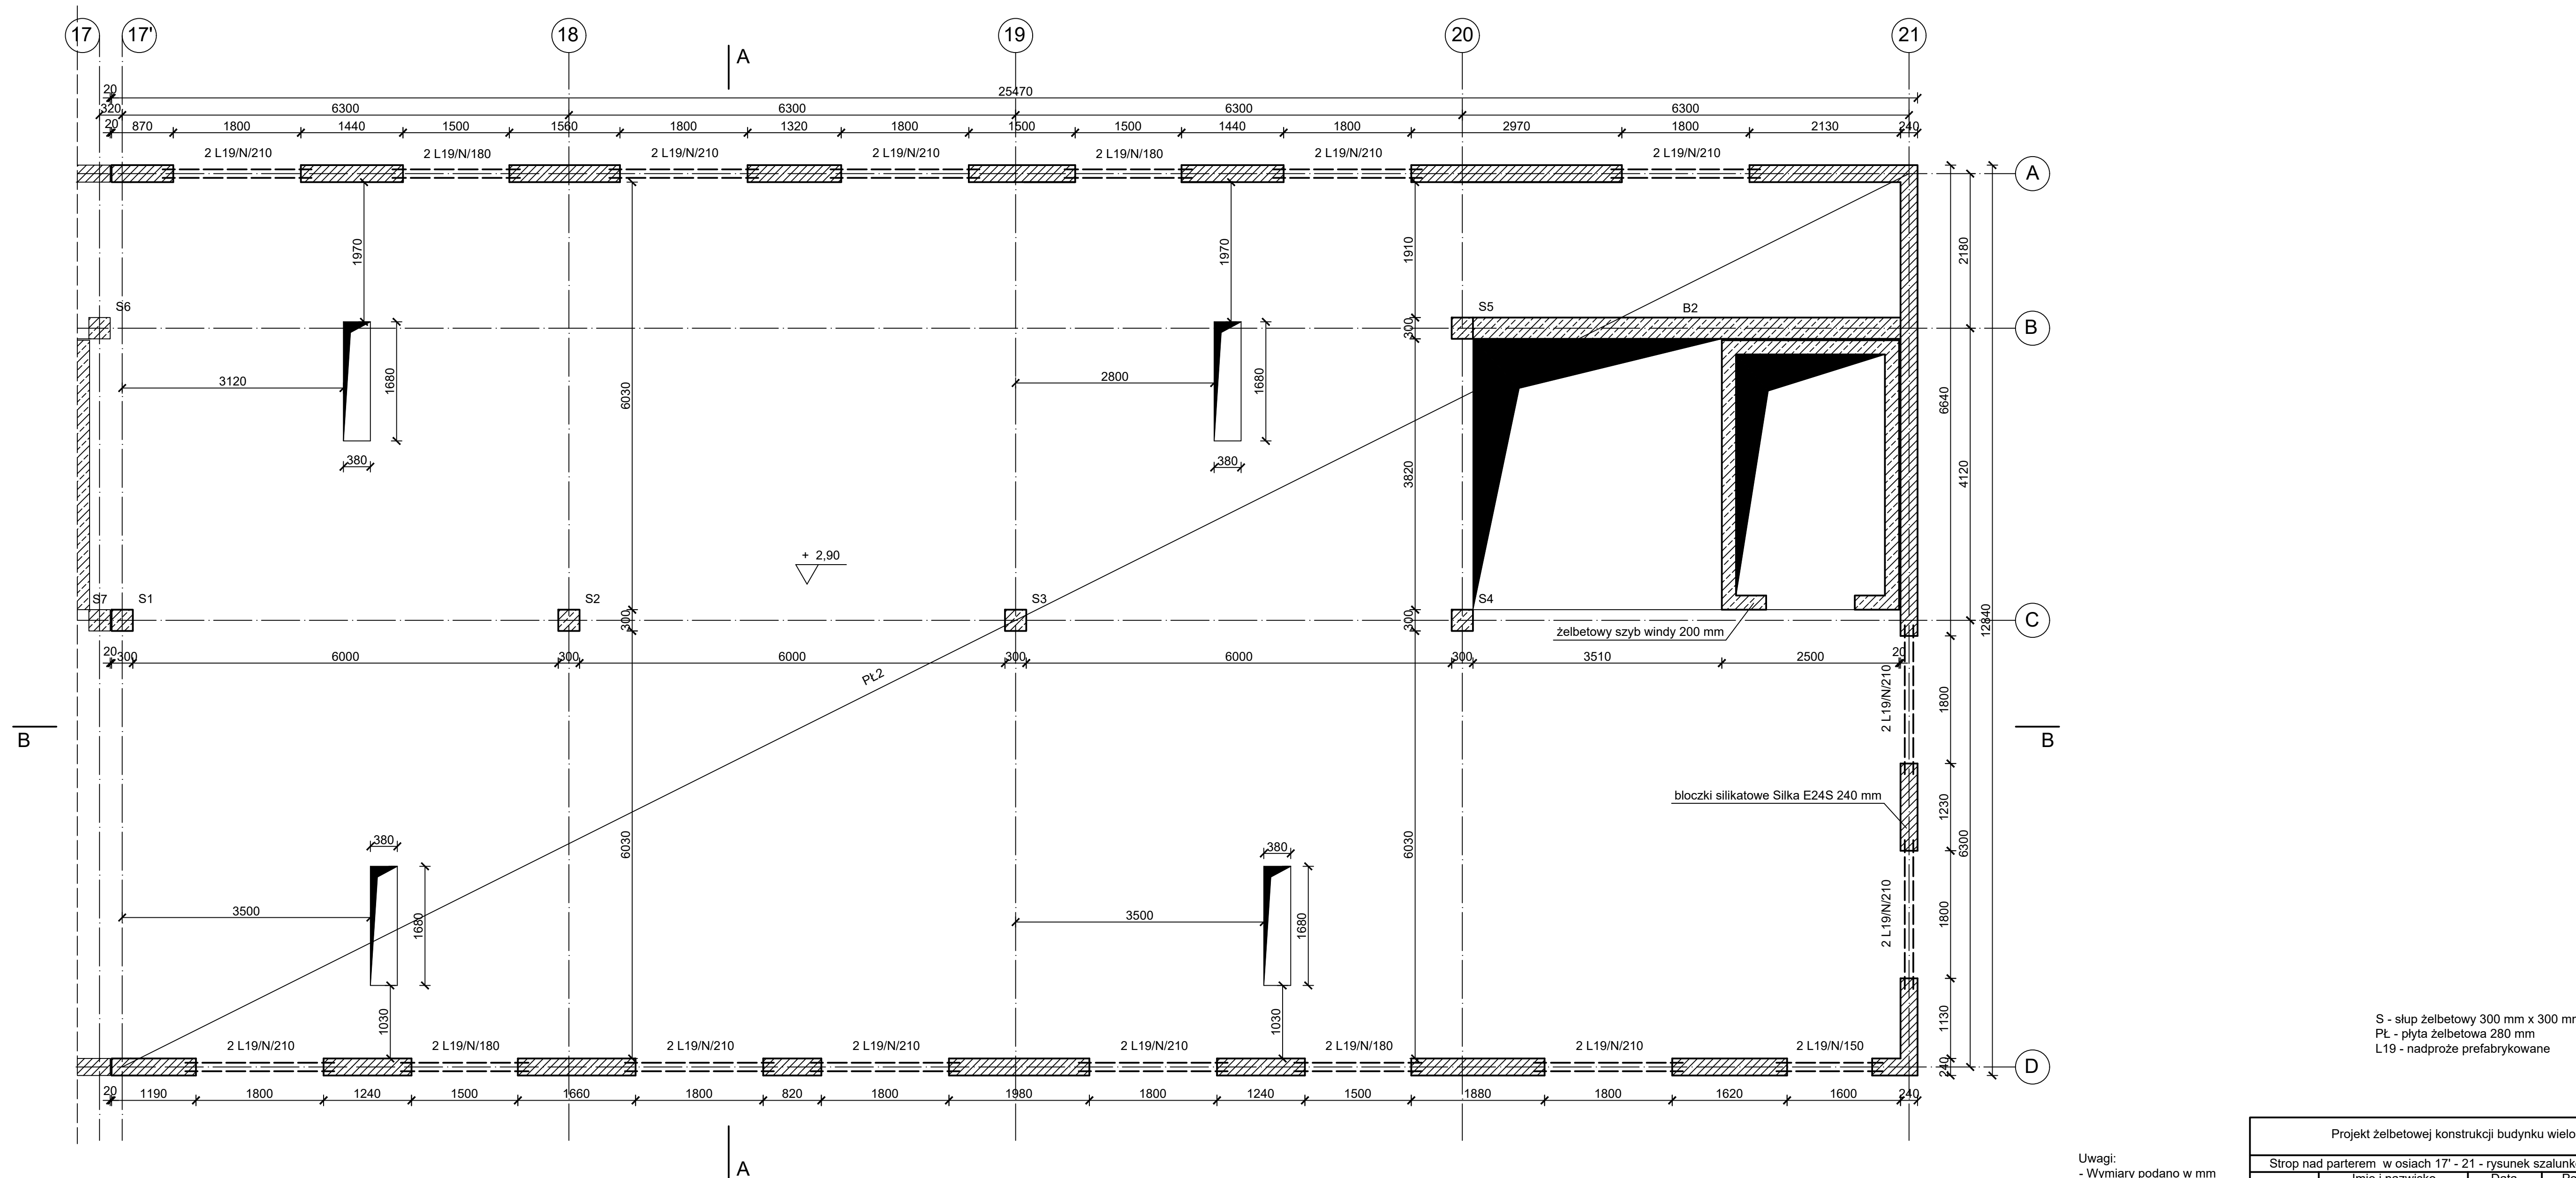 17
17'
18
19
20
21
A
20
25470
320
6300
6300
6300
6300
20
870
1800
1440
1500
1560
1800
1320
1800
1500
1500
1440
1800
2970
1800
2130
240
2 L19/N/210
2 L19/N/180
2 L19/N/210
2 L19/N/210
2 L19/N/180
2 L19/N/210
2 L19/N/210
A
1970
1970
1910
2180
S6
S5
B2
300
B
3120
1680
6030
2800
1680
6640
380
380
3820
4120
+ 2,90
S7
S1
S2
S3
S4
300
300
12840
C
żelbetowy szyb windy 200 mm
20
300
6000
300
6000
300
6000
300
3510
2500
20
PŁ2
2 L19/N/210
1800
B
B
bloczki silikatowe Silka E24S 240 mm
1230
380
380
6030
6030
6300
3500
1680
3500
1680
2 L19/N/210
1800
1030
1030
1130
S - słup żelbetowy 300 mm x 300 mm
PŁ - płyta żelbetowa 280 mm
L19 - nadproże prefabrykowane
2 L19/N/210
2 L19/N/180
2 L19/N/210
2 L19/N/210
2 L19/N/210
2 L19/N/180
2 L19/N/210
2 L19/N/150
240
D
20
1190
1800
1240
1500
1660
1800
820
1800
1980
1800
1240
1500
1880
1800
1620
1600
240
A
Uwagi:
- Wymiary podano w mm
Projekt żelbetowej konstrukcji budynku wielo
Strop nad parterem w osiach 17' - 21 - rysunek szalunk
Imię i nazwisko
Data